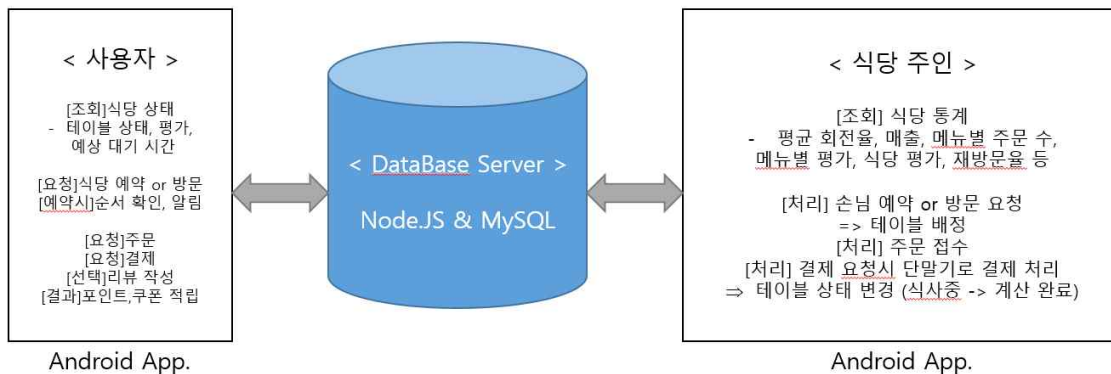 < 사용자 >
[조회]식당 상태
- 테이블 상태, 평가,
예상 대기 시간
[요청]식당 예약 or 방문
[예약시]순서 확인, 알림
[요청]주문
[요청]결제
[선택]리뷰 작성
[결과]포인트,쿠폰 적립
Android App.
< DataBase Server >
Node.JS & MySQL
< 식당 주인 >
[조회] 식당 통계
- 평균 회전율, 매출, 메뉴별 주문 수,
메뉴별 평가, 식당 평가, 재방문율 등
[처리] 손님 예약 or 방문 요청
=> 테이블 배정
[처리] 주문 접수
[처리] 결제 요청시 단말기로 결제 처리
⇒ 테이블 상태 변경 (식사중 -> 계산 완료)
Android App.